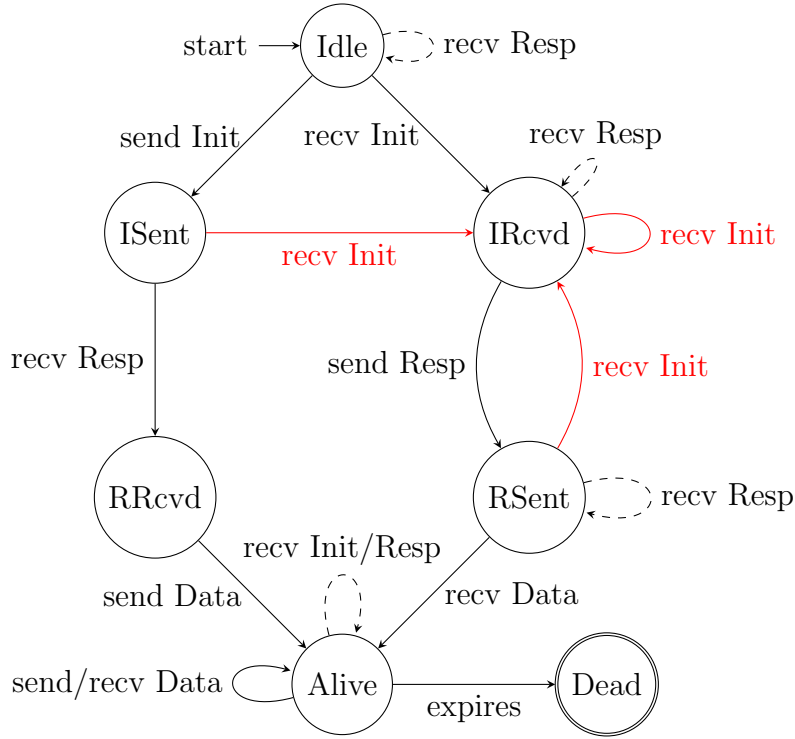 start
Idle
recv Resp
send Init
recv Init
recv Resp
ISent
IRcvd
recv Init
recv Init
recv Resp
send Resp
recv Init
RRcvd
RSent
recv Resp
recv Init/Resp
send Data
recv Data
send/recv Data
Alive
Dead
expires